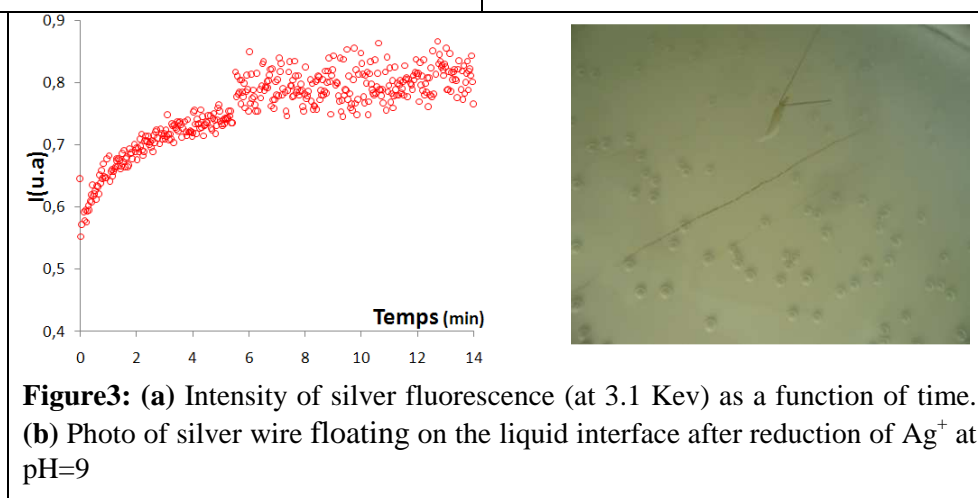 0,9
0,8
0,7
0,6
0,5
0,4
I(u.a)
Temps (min)
0 2 4 6 8 10 12 14
Figure3: (a) Intensity of silver fluorescence (at 3.1 Kev) as a function of time.
(b) Photo of silver wire floating on the liquid interface after reduction of Ag⁺ at
pH=9